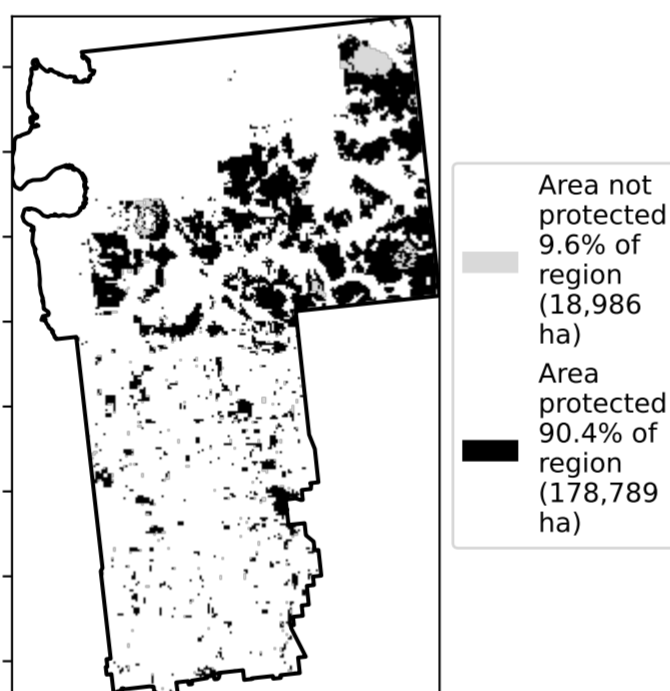 Area not
protected
9.6% of
region
(18,986
ha)
Area
protected
90.4% of
region
(178,789
ha)